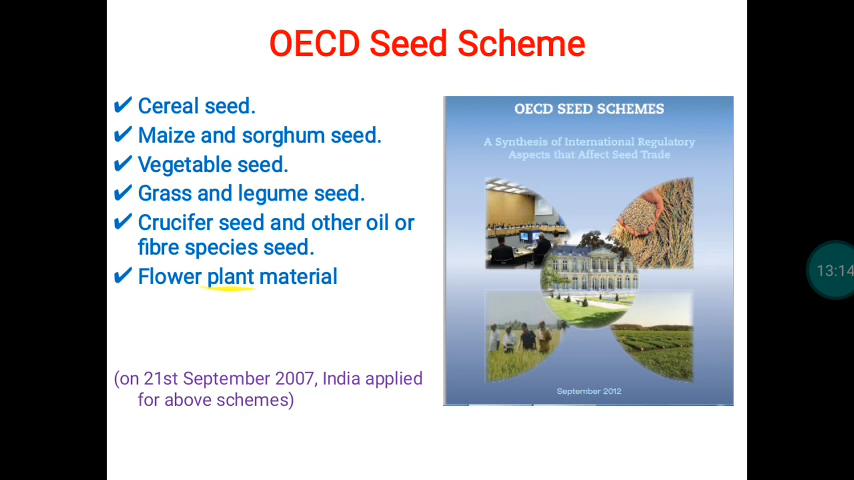 OECD Seed Scheme
✔ Cereal seed.
✔ Maize and sorghum seed.
✔ Vegetable seed.
✔ Grass and legume seed.
✔ Crucifer seed and other oil or
fibre species seed.
✔ Flower plant material
(on 21st September 2007, India applied
for above schemes)
OECD SEED SCHEMES
A Synthesis of International Regulatory
Aspects that Affect Seed Trade
September 2012
13:14